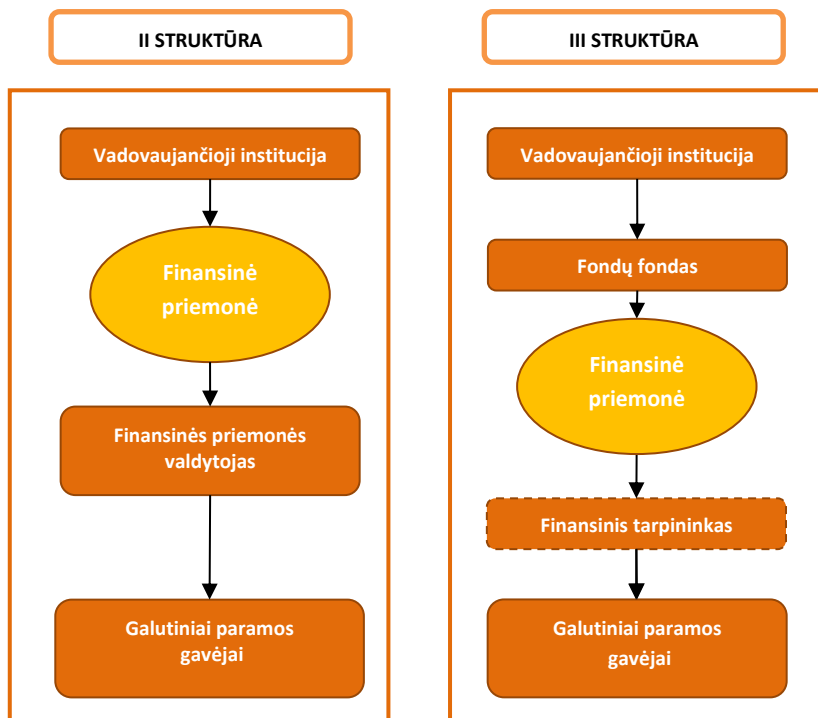 II STRUKTŪRA
Vadovaujančioji institucija
Finansinė
priemonė
Finansinės priemonės
valdytojas
Galutiniai paramos
gavėjai
III STRUKTŪRA
Vadovaujančioji institucija
Fondų fondas
Finansinė
priemonė
Finansinis tarpininkas
Galutiniai paramos
gavėjai